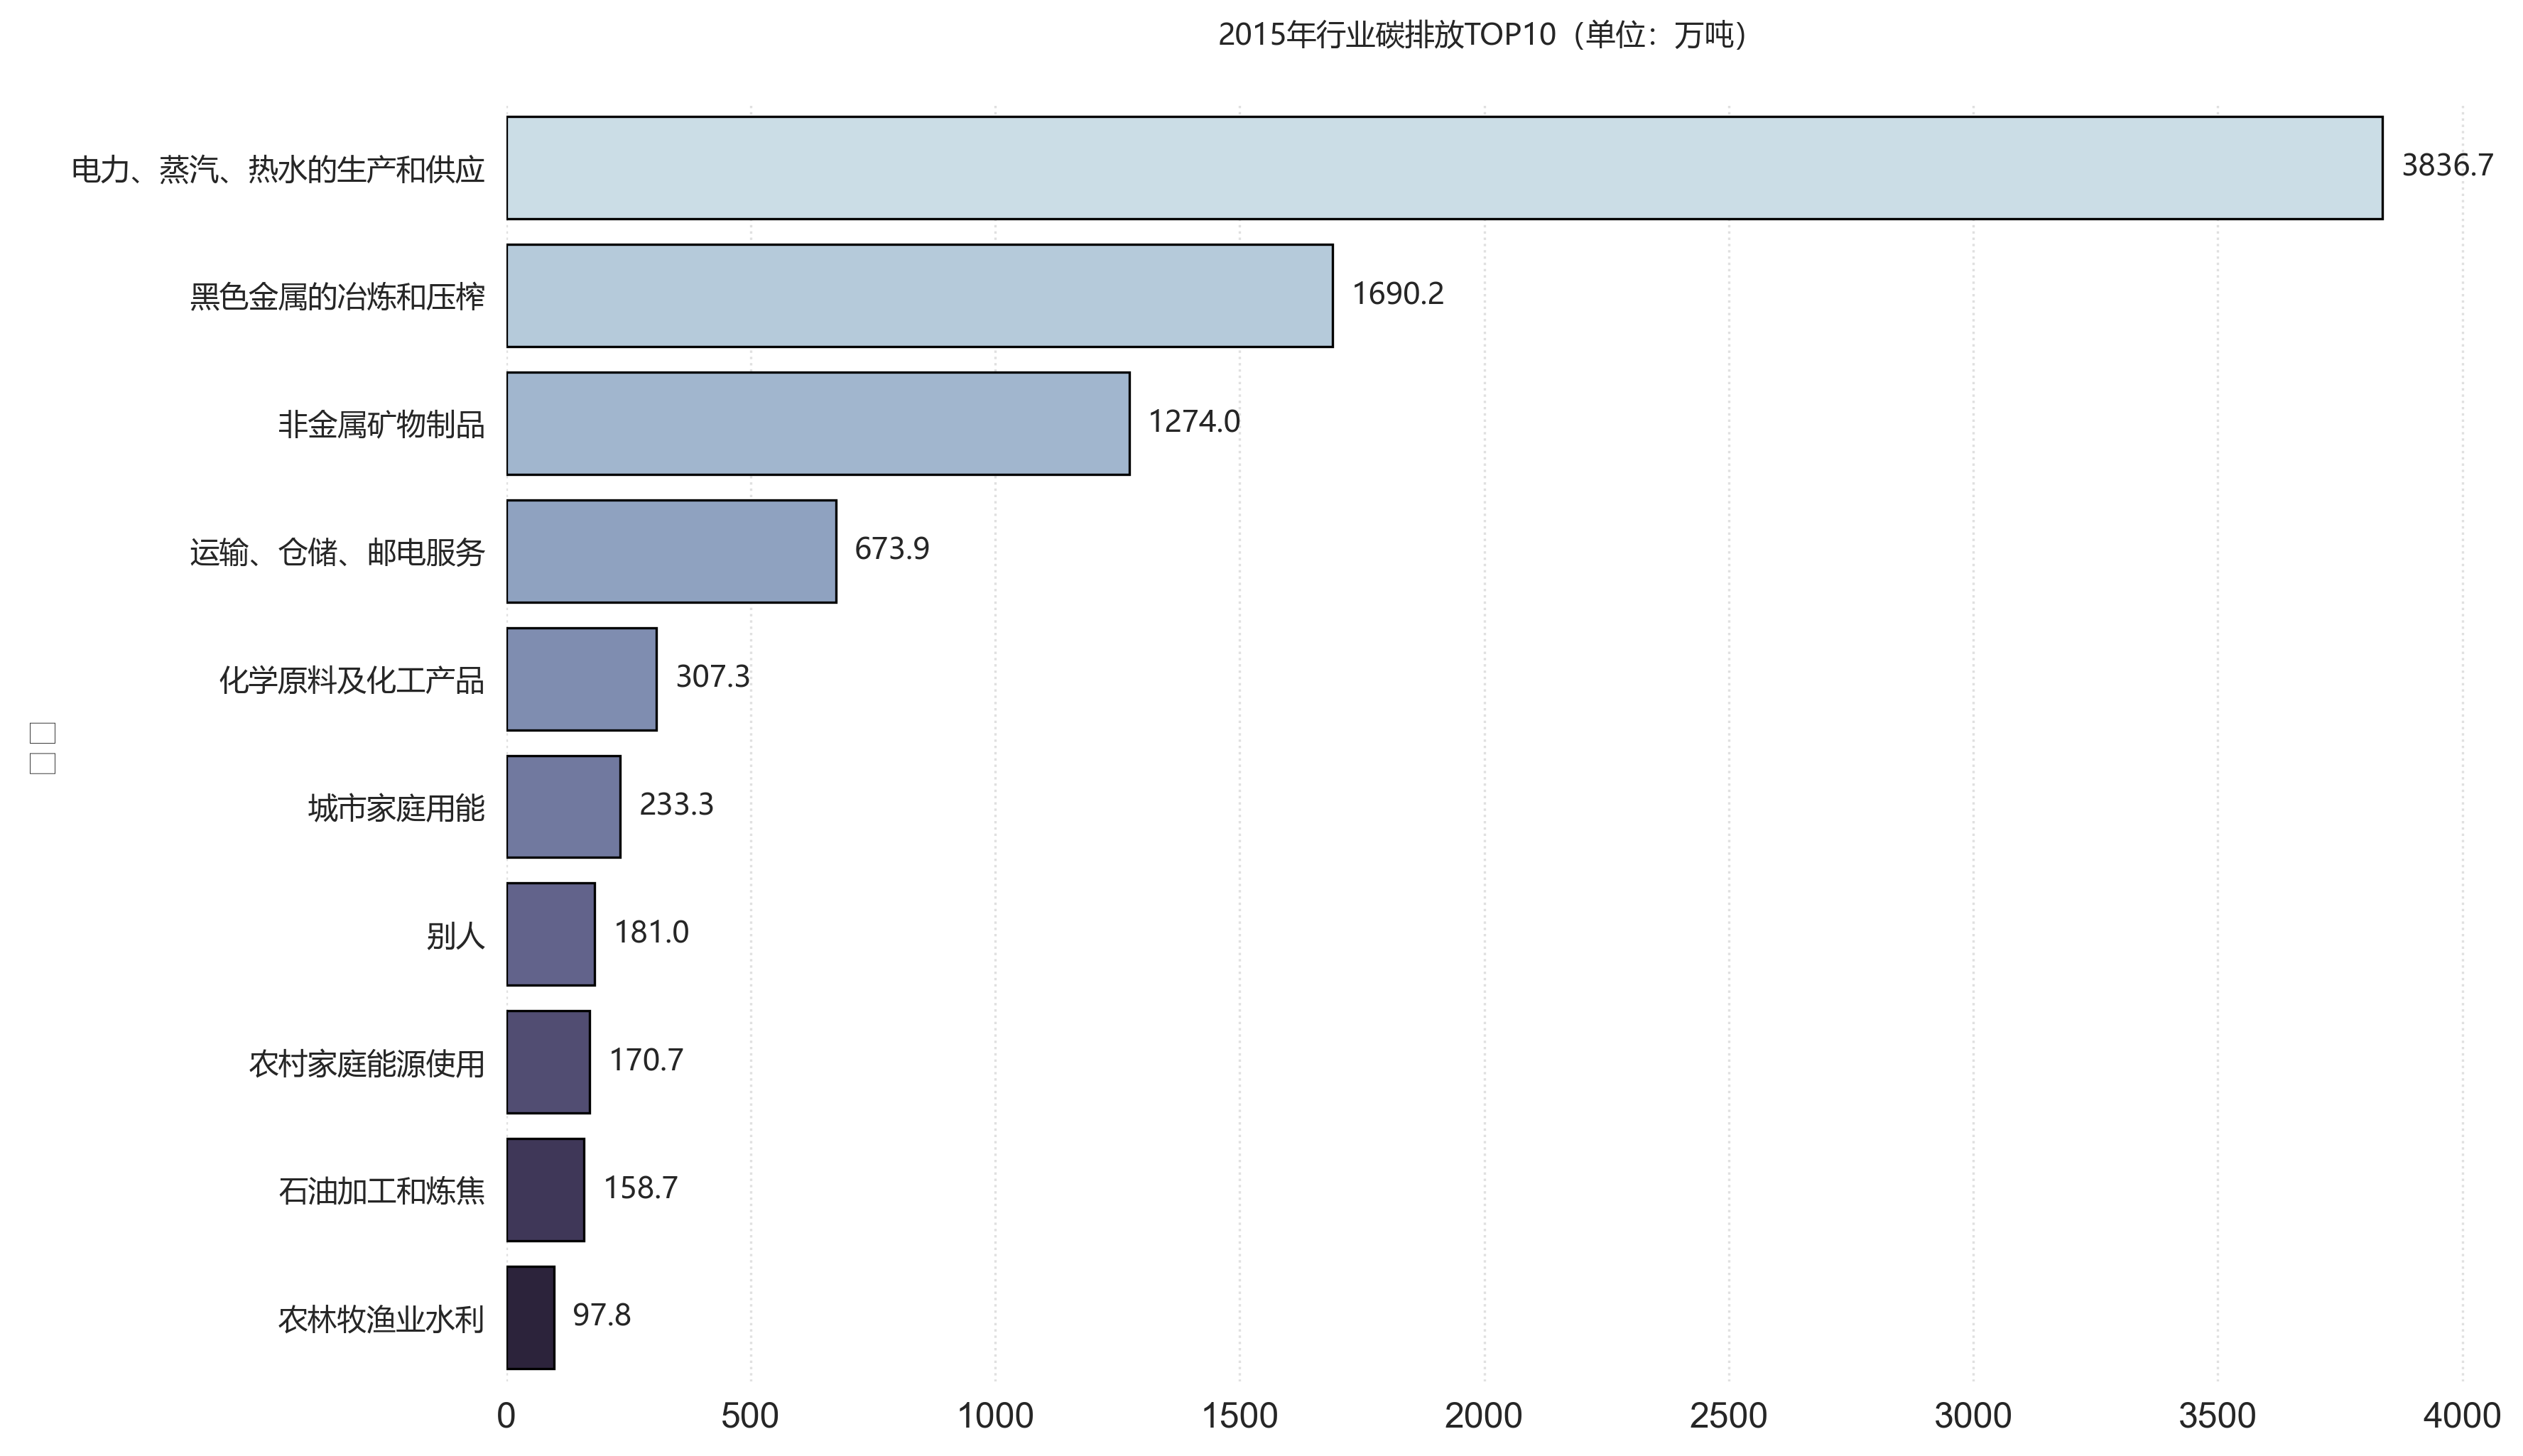 2015年行业碳排放TOP10（单位：万吨）
电力、蒸汽、热水的生产和供应 3836.7
黑色金属的冶炼和压榨 1690.2
非金属矿物制品 1274.0
运输、仓储、邮电服务 673.9
化学原料及化工产品 307.3
城市家庭用能 233.3
别人 181.0
农村家庭能源使用 170.7
石油加工和炼焦 158.7
农林牧渔业水利 97.8
0 500 1000 1500 2000 2500 3000 3500 4000